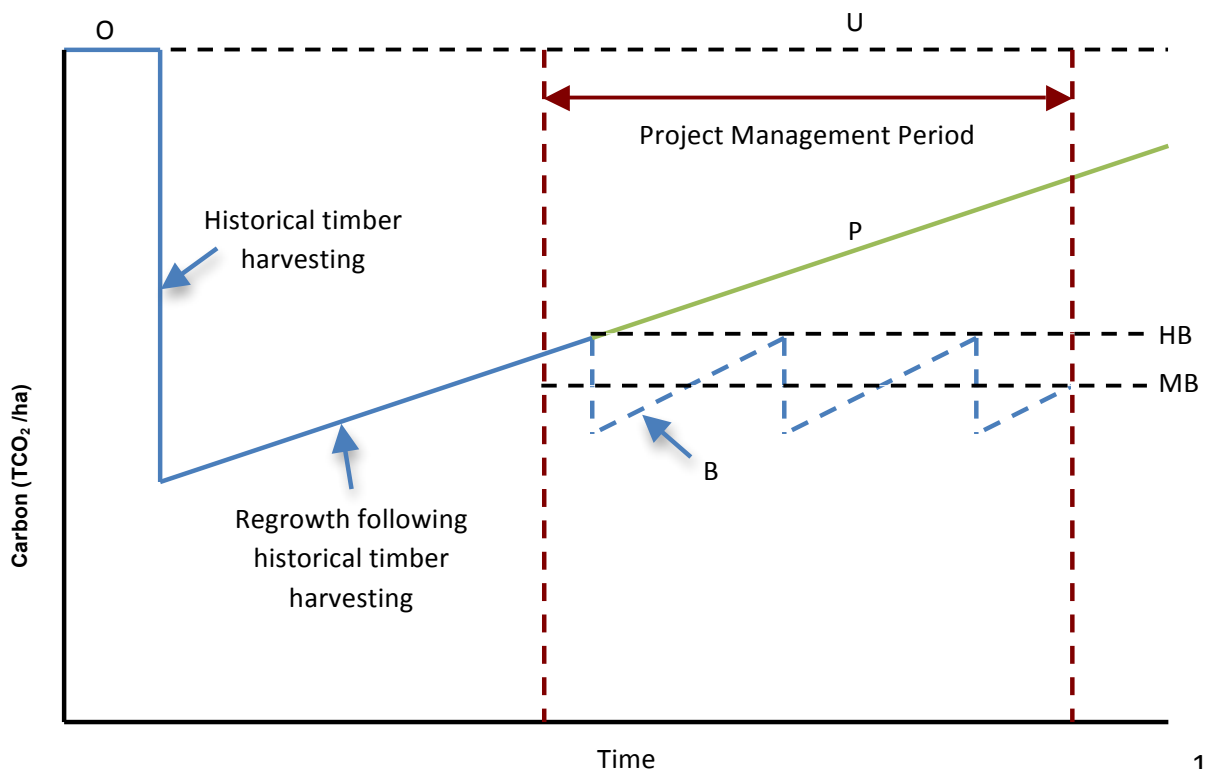 O
U
Project Management Period
Historical timber
harvesting
P
HB
MB
B
Regrowth following
historical timber
harvesting
Carbon (TCO₂ /ha)
Time
1